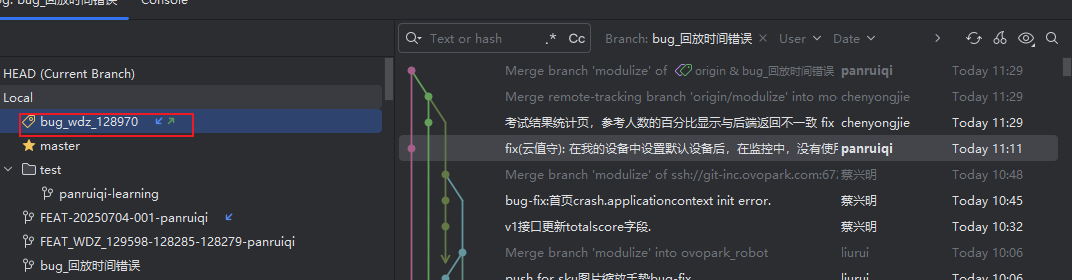 og: bug_回放时间错误 Console
Text or hash .* Cc Branch: bug_回放时间错误 User Date
HEAD (Current Branch)
Local
bug_wdz_128970
master
test
panruiqi-learning
FEAT-20250704-001-panruiqi
FEAT_WDZ_129598-128285-128279-panruiqi
bug_回放时间错误
Merge branch 'modulize' of origin & bug_回放时间错误 panruiqi Today 11:29
Merge remote-tracking branch 'origin/modulize' into mo chenyongjie Today 11:29
考试结果统计页，参考人数的百分比显示与后端返回不一致 fix chenyongjie Today 11:29
fix(云值守): 在我的设备中设置默认设备后，在监控中，没有使用 panruiqi Today 11:11
Merge branch 'modulize' of ssh://git-inc.ovopark.com:672 蔡兴明 Today 10:48
bug-fix:首页crash.applicationcontext init error. 蔡兴明 Today 10:45
v1接口更新totalscore字段. 蔡兴明 Today 10:32
Merge branch 'modulize' into ovopark_robot liurui Today 10:06
push for sku图片缩放手势bug-fix liurui Today 10:06